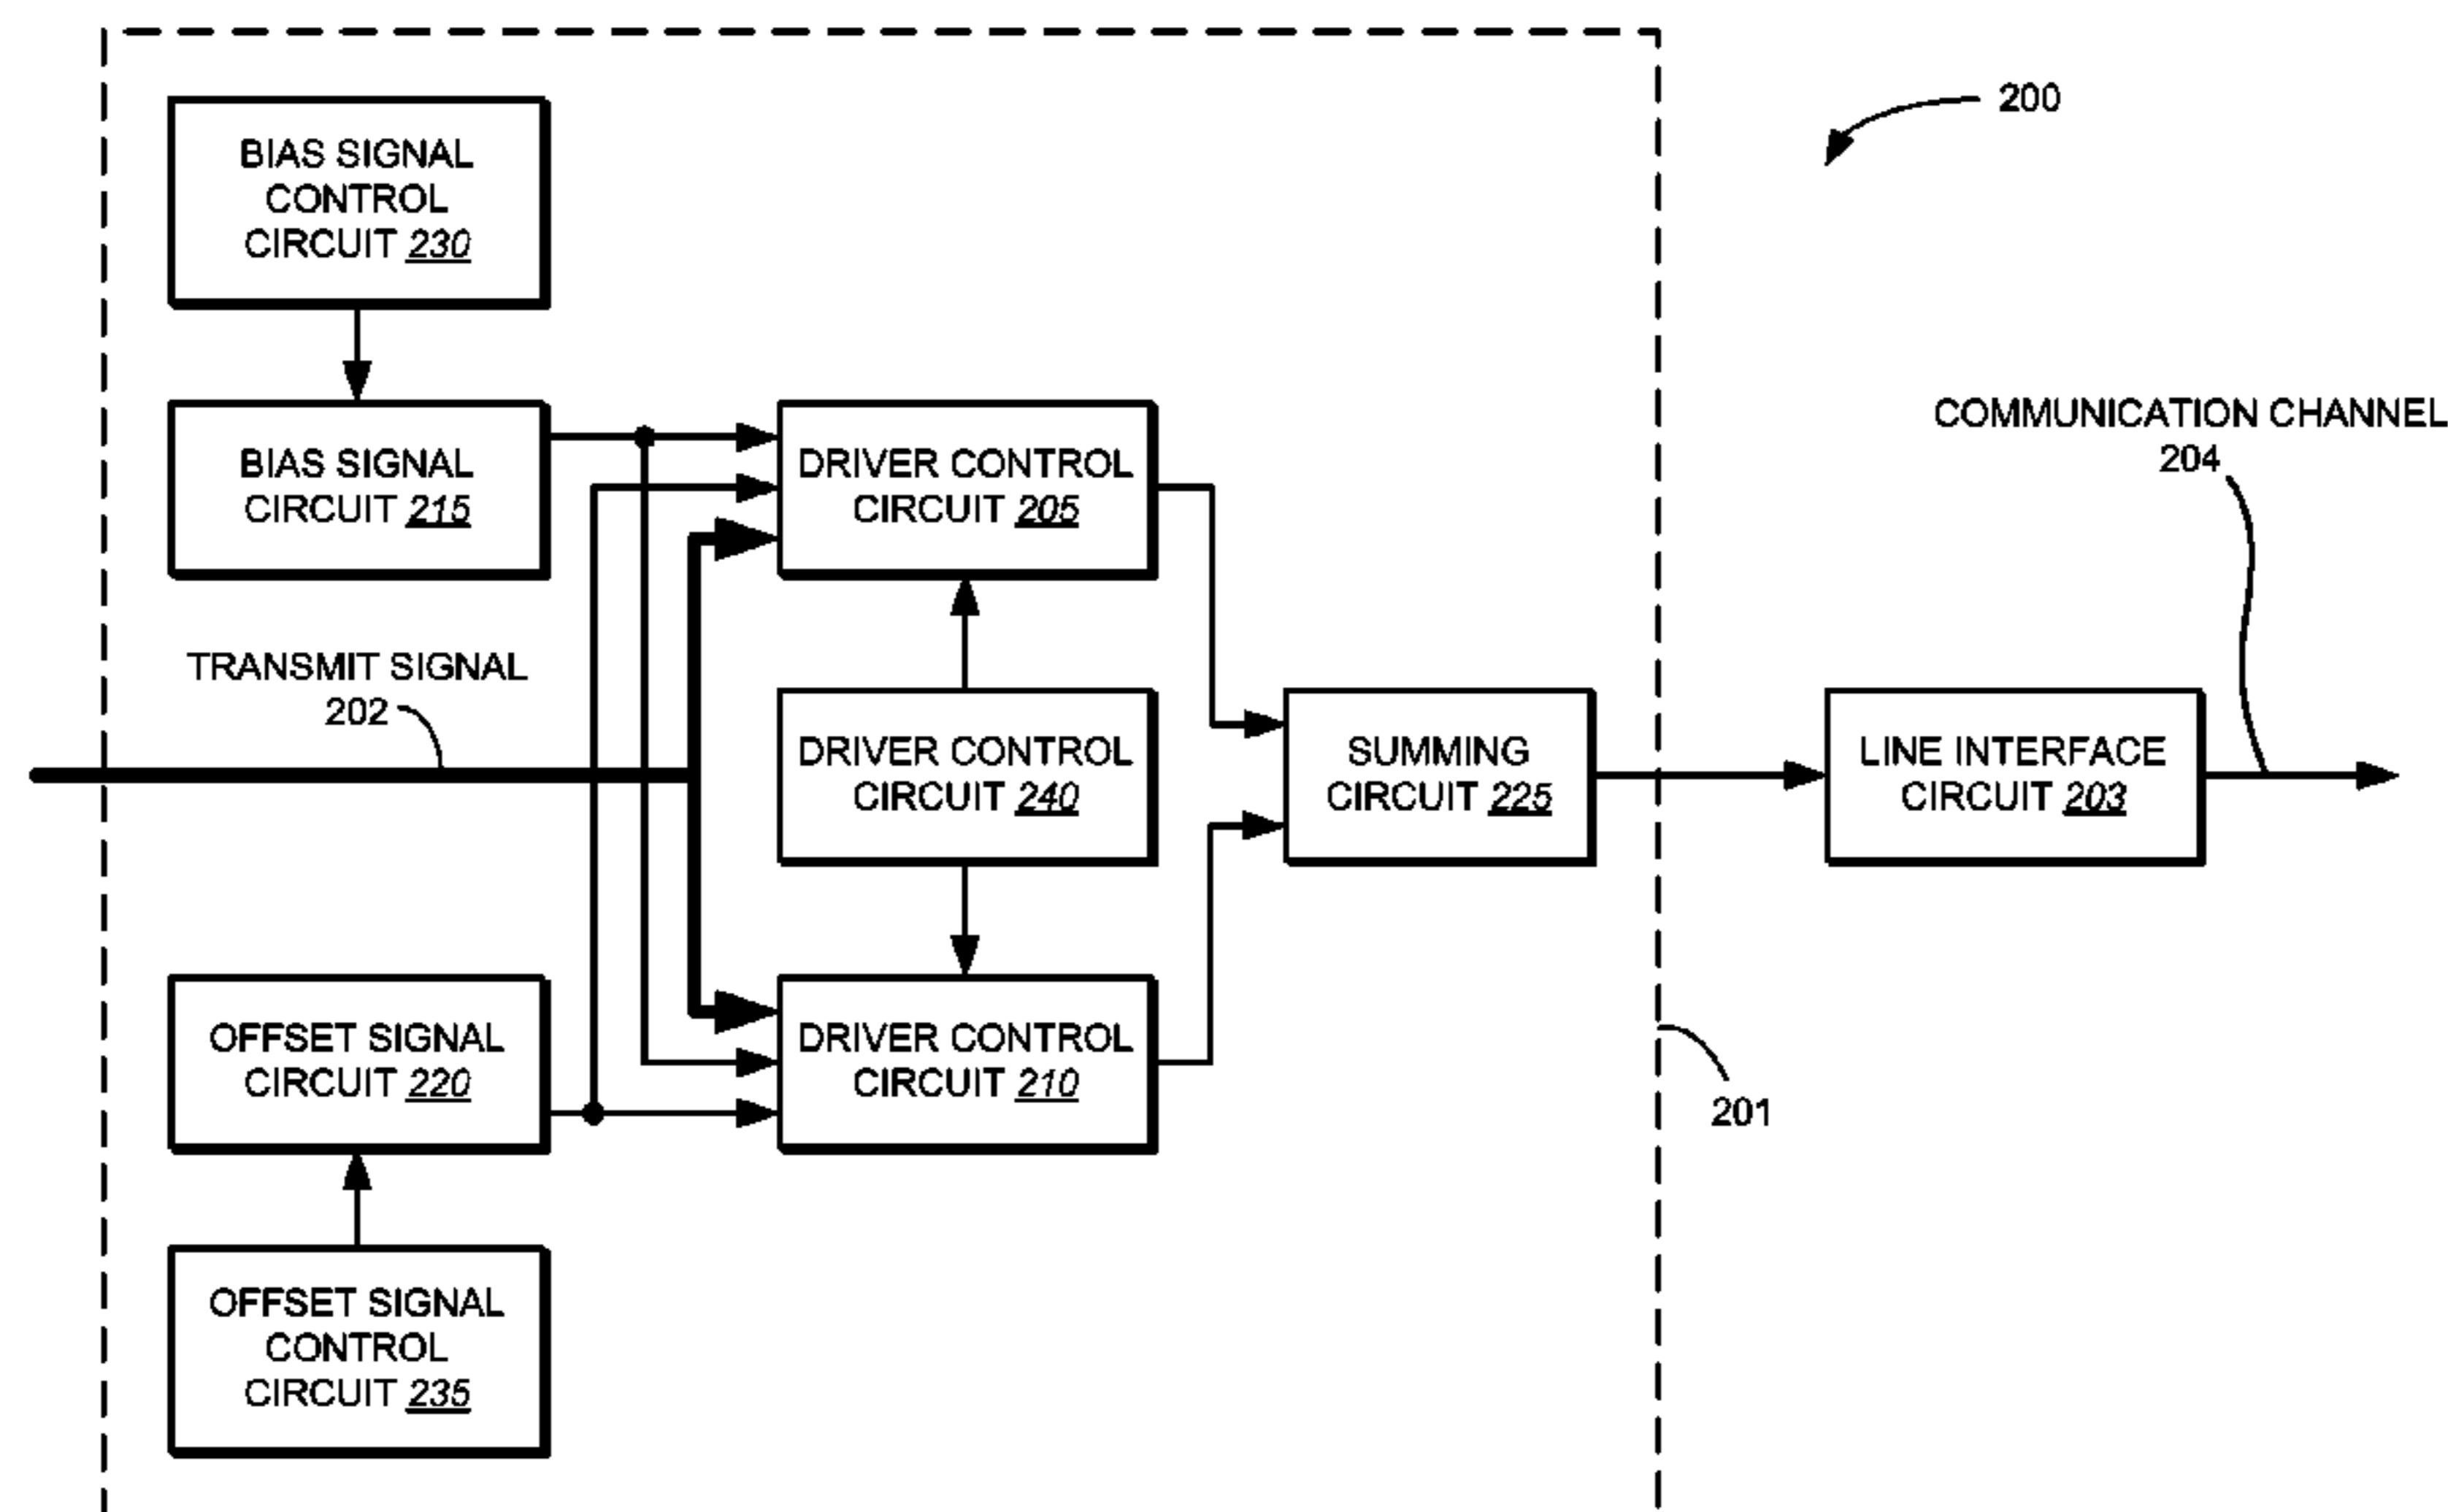 200
BIAS SIGNAL
CONTROL
CIRCUIT 230
BIAS SIGNAL
CIRCUIT 215
DRIVER CONTROL
CIRCUIT 205
COMMUNICATION CHANNEL
204
TRANSMIT SIGNAL
202
DRIVER CONTROL
CIRCUIT 240
SUMMING
CIRCUIT 225
LINE INTERFACE
CIRCUIT 203
OFFSET SIGNAL
CIRCUIT 220
DRIVER CONTROL
CIRCUIT 210
201
OFFSET SIGNAL
CONTROL
CIRCUIT 235